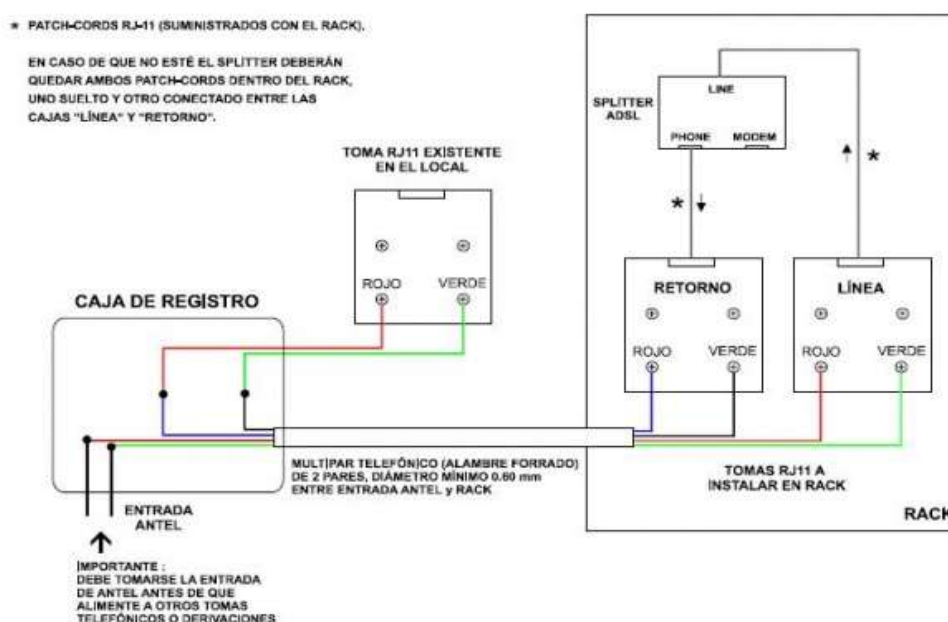 * PATCH-CORDS RJ-11 (SUMINISTRADOS CON EL RACK).
EN CASO DE QUE NO ESTÉ EL SPLITTER DEBERÁN
QUEDAR AMBOS PATCH-CORDS DENTRO DEL RACK,
UNO SUELTO Y OTRO CONECTADO ENTRE LAS
CAJAS "LÍNEA" Y "RETORNO".
SPLITTER
ADSL
LINE
PHONE
MODEM
*
*
TOMA RJ11 EXISTENTE
EN EL LOCAL
ROJO
VERDE
RETORNO
ROJO
VERDE
LÍNEA
ROJO
VERDE
CAJA DE REGISTRO
MULTIPAR TELEFÓNICO (ALAMBRE FORRADO)
DE 2 PARES, DIÁMETRO MÍNIMO 0.60 mm
ENTRE ENTRADA ANTEL y RACK
TOMAS RJ11 A
INSTALAR EN RACK
RACK
ENTRADA
ANTEL
IMPORTANTE :
DEBE TOMARSE LA ENTRADA
DE ANTEL ANTES DE QUE
ALIMENTE A OTROS TOMAS
TELEFÓNICOS O DERIVACIONES